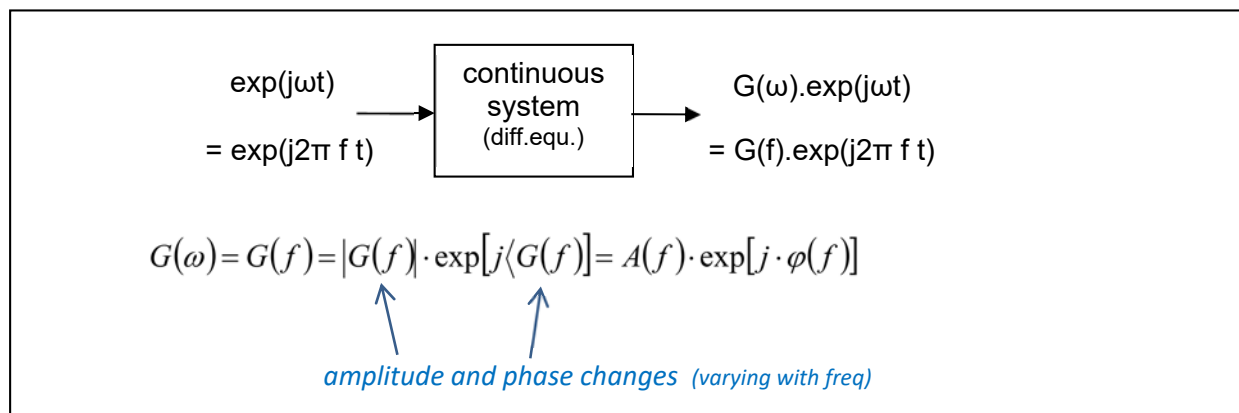 exp(jωt)
= exp(j2π f t)
continuous
system
(diff.equ.)
G(ω).exp(jωt)
= G(f).exp(j2π f t)
G(ω) = G(f) = |G(f)| · exp[j⟨G(f)] = A(f) · exp[j · φ(f)]
amplitude and phase changes (varying with freq)